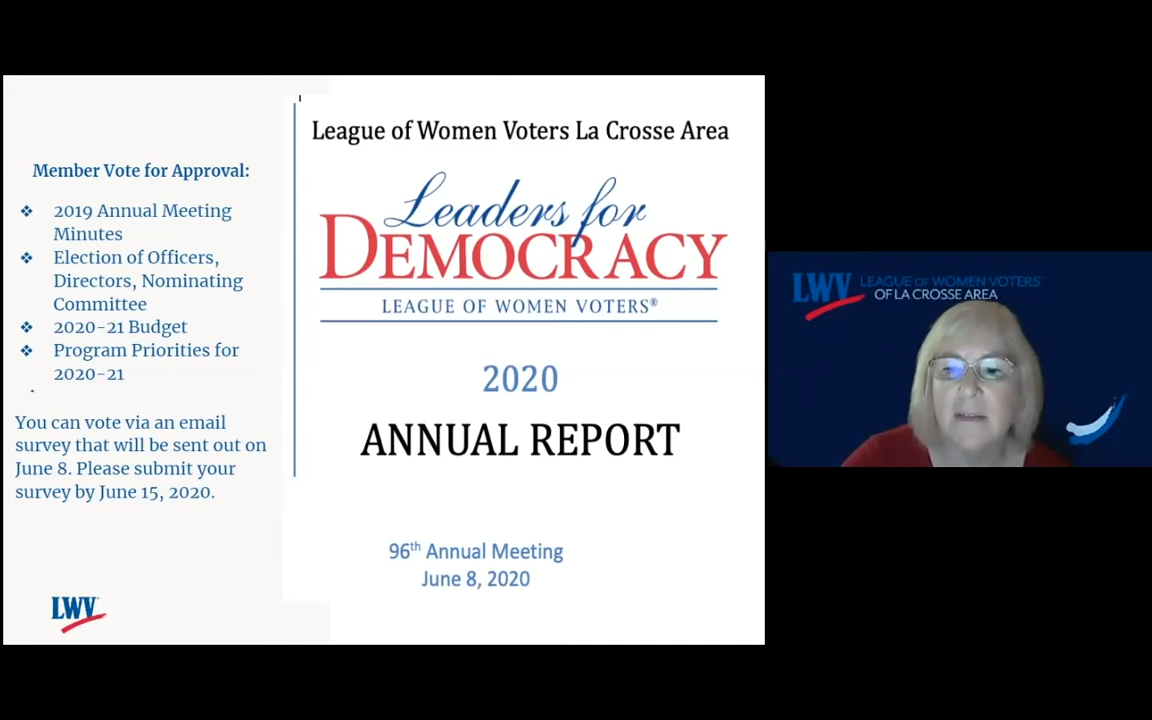 Member Vote for Approval:
❖ 2019 Annual Meeting
Minutes
❖ Election of Officers,
Directors, Nominating
Committee
❖ 2020-21 Budget
❖ Program Priorities for
2020-21
You can vote via an email
survey that will be sent out on
June 8. Please submit your
survey by June 15, 2020.
LWV
League of Women Voters La Crosse Area
Leaders for
DEMOCRACY
LEAGUE OF WOMEN VOTERS®
2020
ANNUAL REPORT
96th Annual Meeting
June 8, 2020
LWV LEAGUE OF WOMEN VOTERS®
OF LA CROSSE AREA